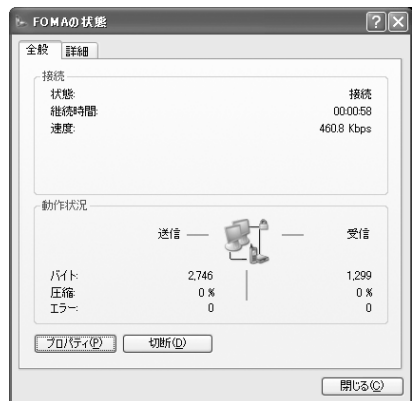 FOMAの状態
全般 詳細
接続
状態: 接続
継続時間: 00:00:58
速度: 460.8 Kbps
動作状況
送信 — — 受信
バイト: 2,746 1,299
圧縮: 0 % 0 %
エラー: 0 0
プロパティ(P) 切断(D)
閉じる(C)